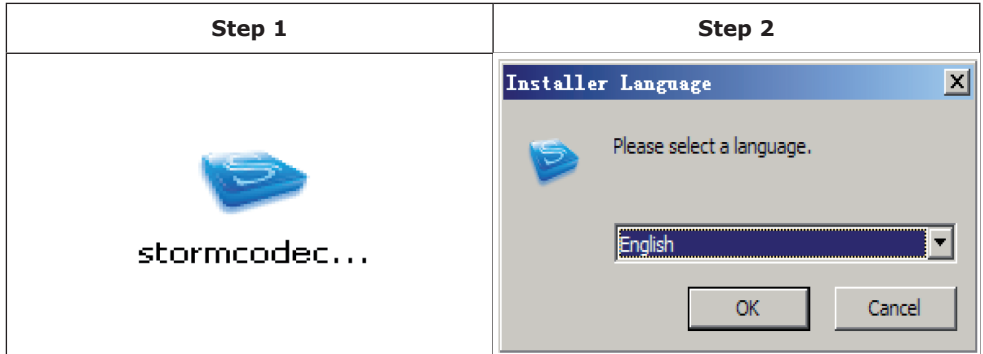 Step 1
Step 2
stormcodec...
Installer Language
Please select a language.
English
OK
Cancel